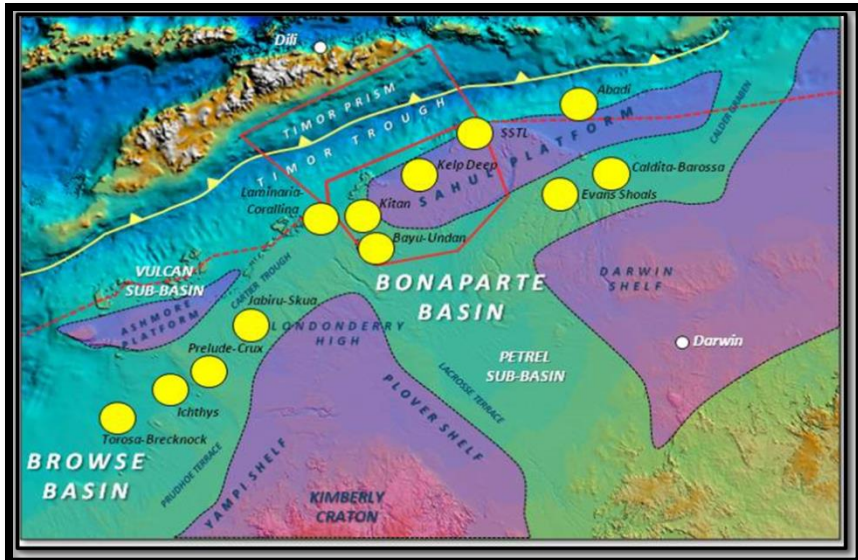 Dili
TIMOR PRISM
TIMOR TROUGH
Abadi
CALDER GRABEN
SSTL
SAHUL PLATFORM
Kelp Deep
Caldita-Barossa
Evans Shoals
Laminaria-
Corallina
Kitan
Bayu-Undan
VULCAN
SUB-BASIN
CARTIER TROUGH
BONAPARTE
BASIN
DARWIN
SHELF
ASHMORE
PLATFORM
Jabiru-Skua
LONDONDERRY
HIGH
Darwin
Prelude-Crux
PETREL
SUB-BASIN
LACROSSE TERRACE
PLOVER SHELF
Ichthys
Torosa-Brecknock
BROWSE
BASIN
PRUDHOE TERRACE
YAMPI SHELF
KIMBERLY
CRATON